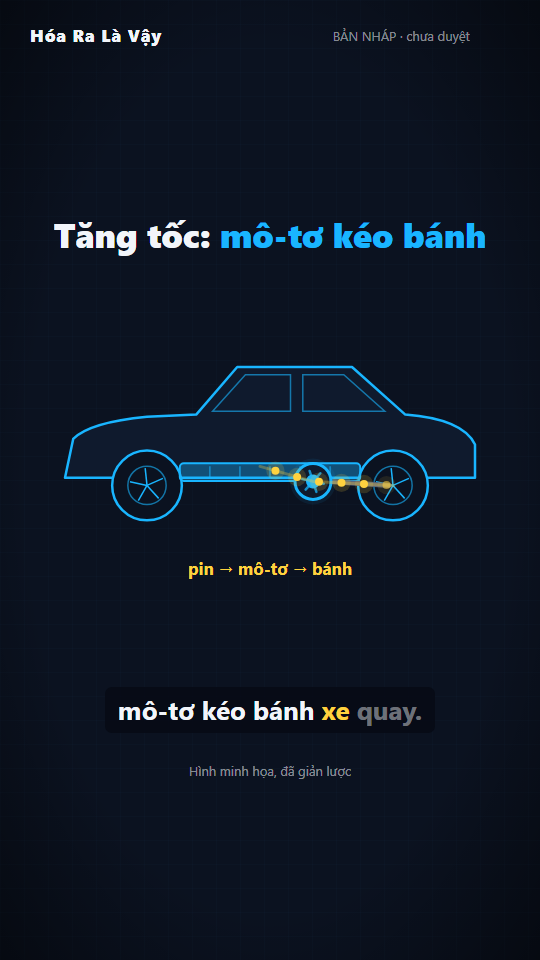 Hóa Ra Là Vậy
BẢN NHÁP · chưa duyệt
Tăng tốc: mô-tơ kéo bánh
pin → mô-tơ → bánh
mô-tơ kéo bánh xe quay.
Hình minh họa, đã giản lược